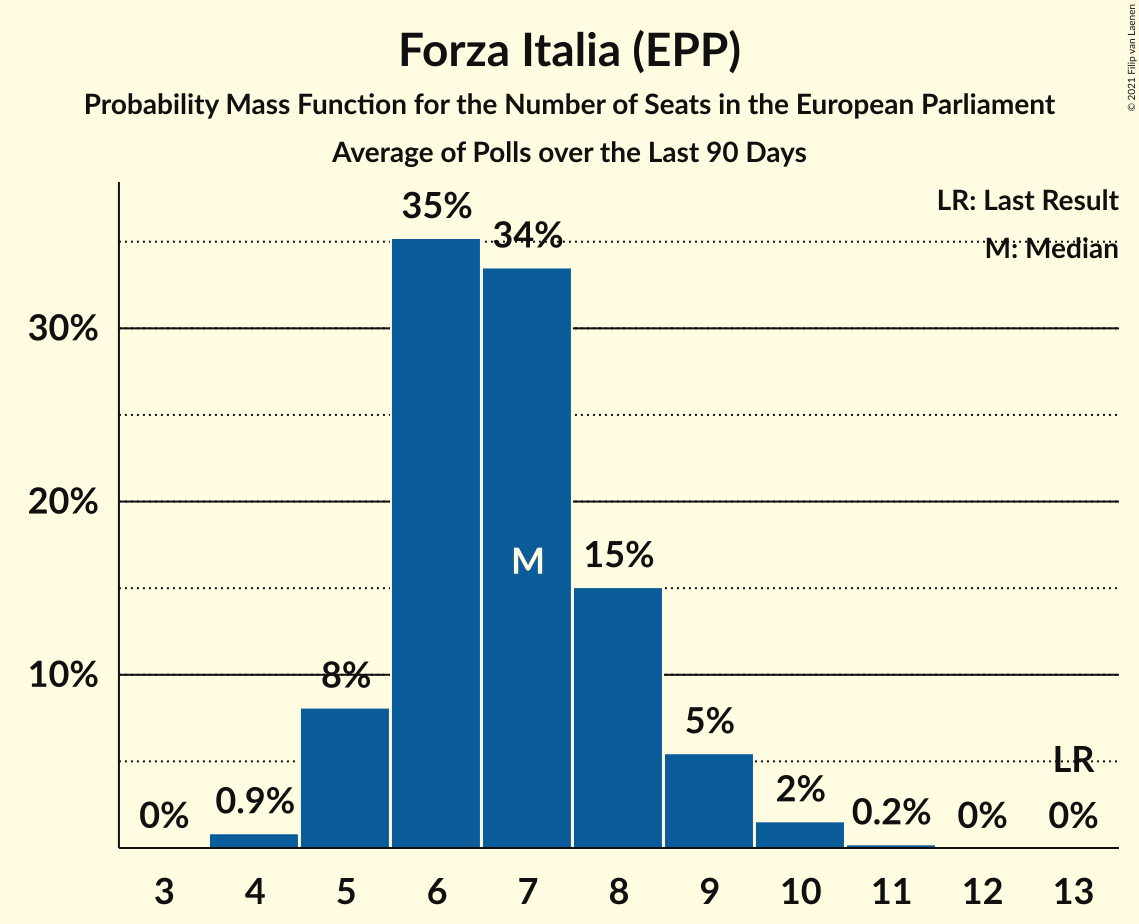 Forza Italia (EPP)
Probability Mass Function for the Number of Seats in the European Parliament
Average of Polls over the Last 90 Days
© 2021 Filip van Laenen
LR: Last Result
M: Median
35%
34%
30%
20%
M
15%
10%
8%
5%
LR
0%
0.9%
2%
0.2%
0%
0%
3 4 5 6 7 8 9 10 11 12 13